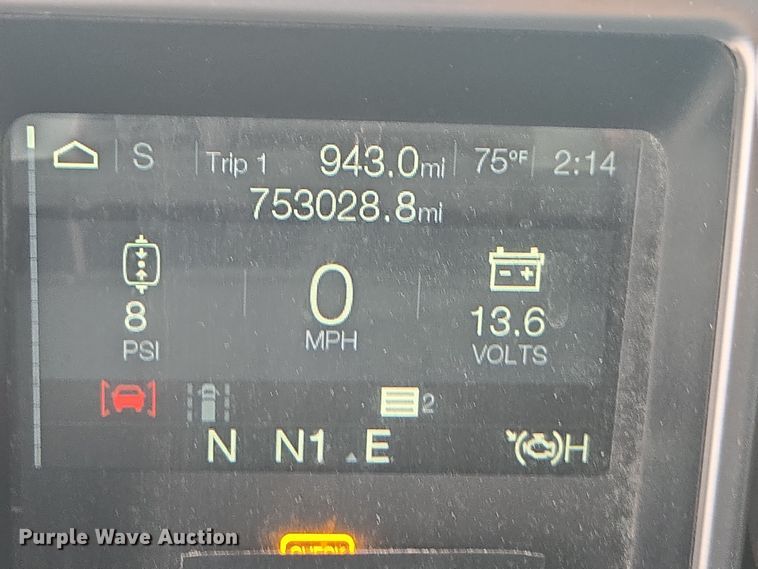 S Trip 1 943.0mi 75°F 2:14
753028.8mi
8
PSI
0
MPH
13.6
VOLTS
2
N N1 E H
Purple Wave Auction
CHECK